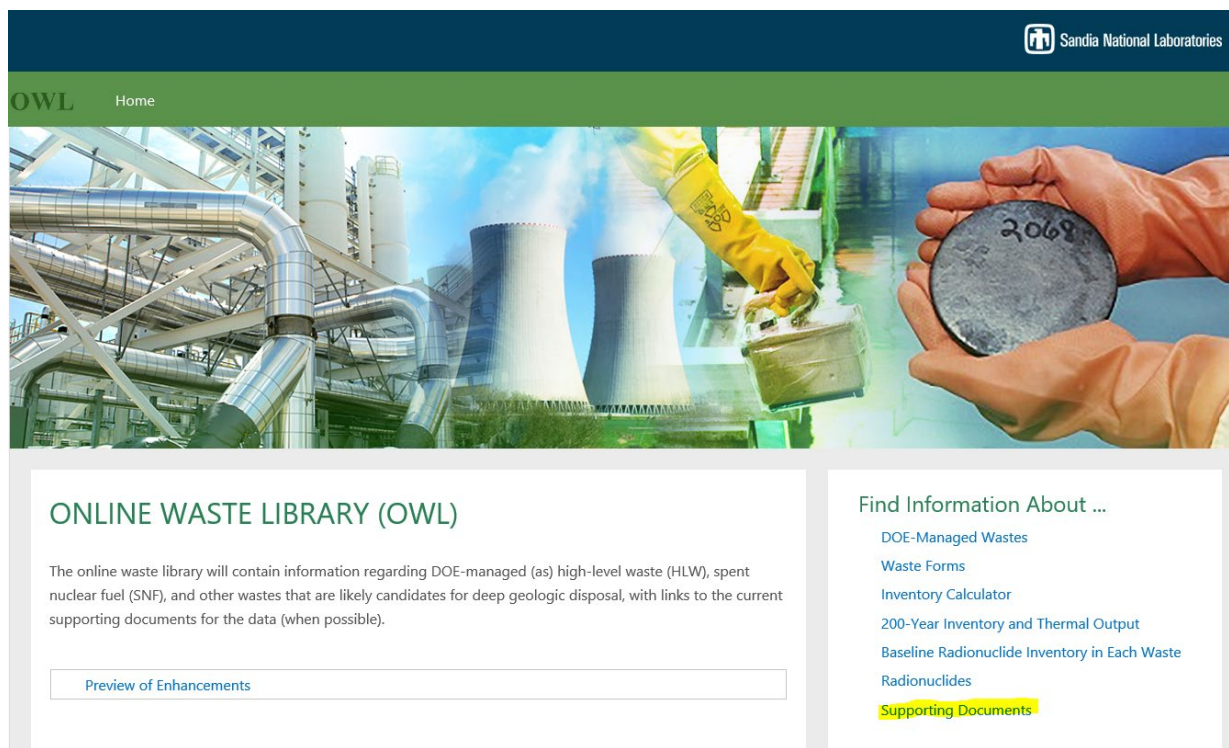 Sandia National Laboratories
OWL Home
2068
ONLINE WASTE LIBRARY (OWL)
The online waste library will contain information regarding DOE-managed (as) high-level waste (HLW), spent
nuclear fuel (SNF), and other wastes that are likely candidates for deep geologic disposal, with links to the current
supporting documents for the data (when possible).
Preview of Enhancements
Find Information About ...
DOE-Managed Wastes
Waste Forms
Inventory Calculator
200-Year Inventory and Thermal Output
Baseline Radionuclide Inventory in Each Waste
Radionuclides
Supporting Documents